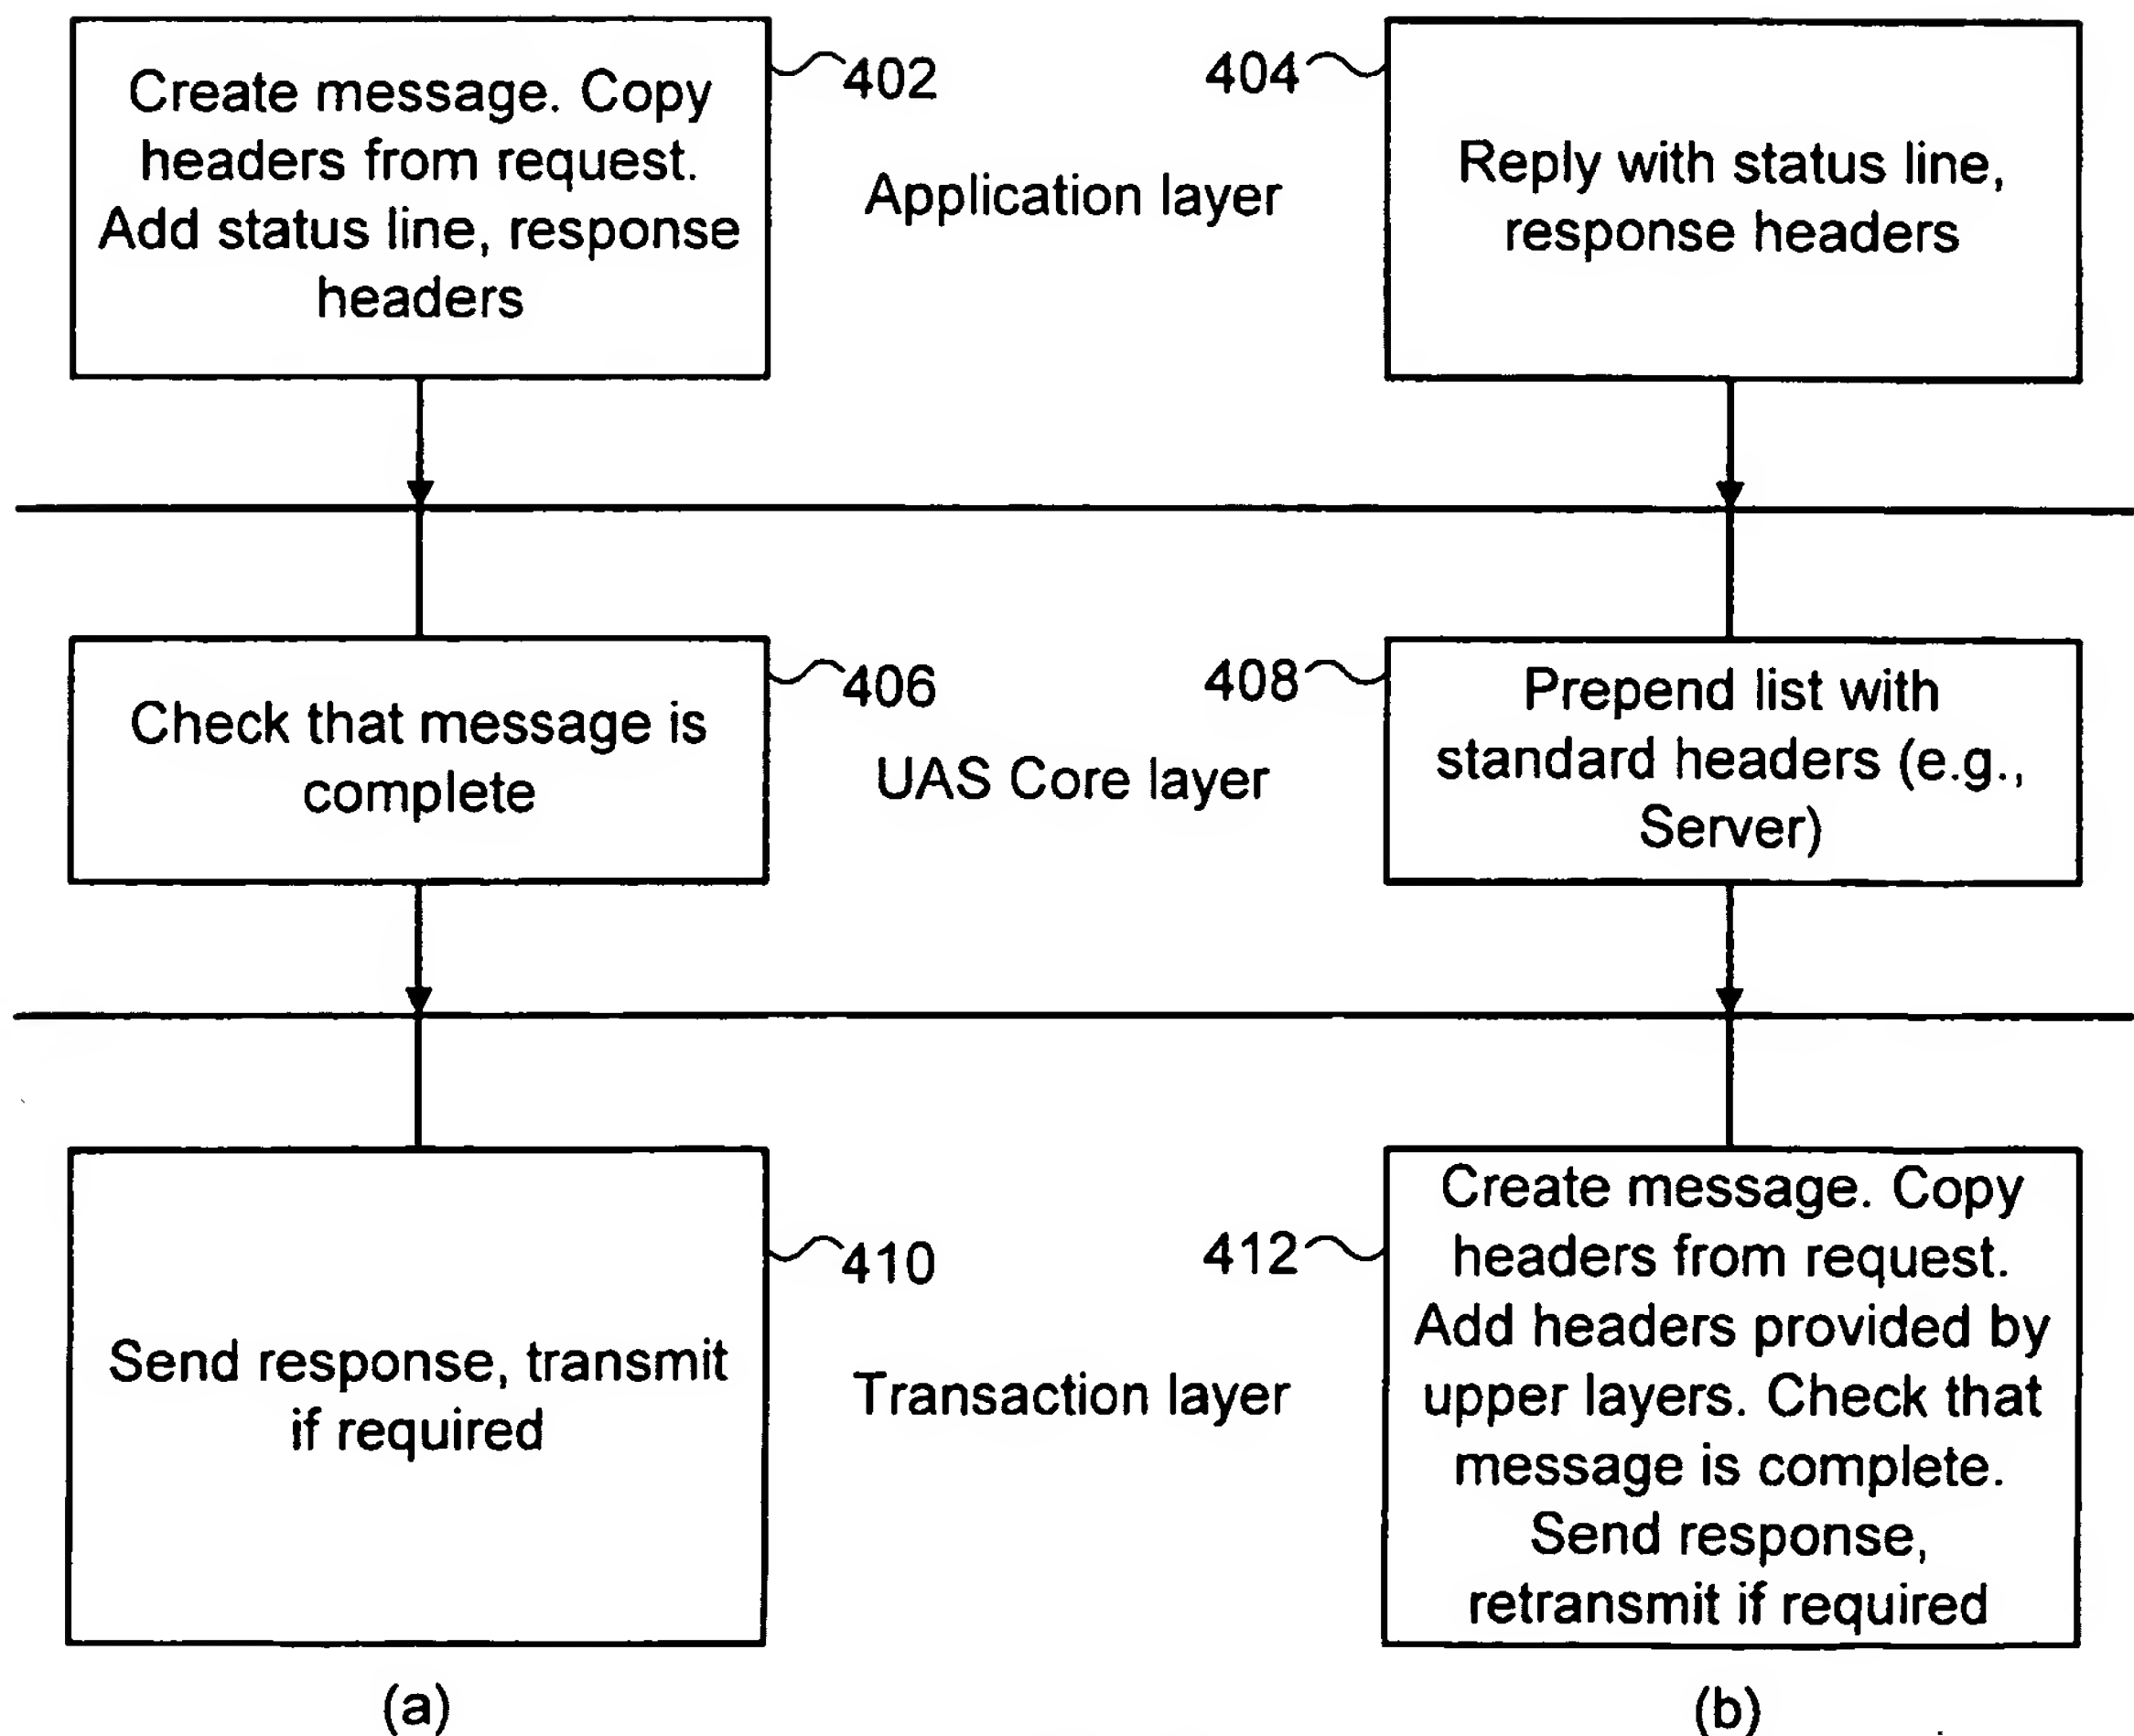 Create message. Copy
headers from request.
Add status line, response
headers
402
Application layer
404
Reply with status line,
response headers
Check that message is
complete
406
UAS Core layer
408
Prepend list with
standard headers (e.g.,
Server)
Send response, transmit
if required
410
Transaction layer
412
Create message. Copy
headers from request.
Add headers provided by
upper layers. Check that
message is complete.
Send response,
retransmit if required
(a)
(b)